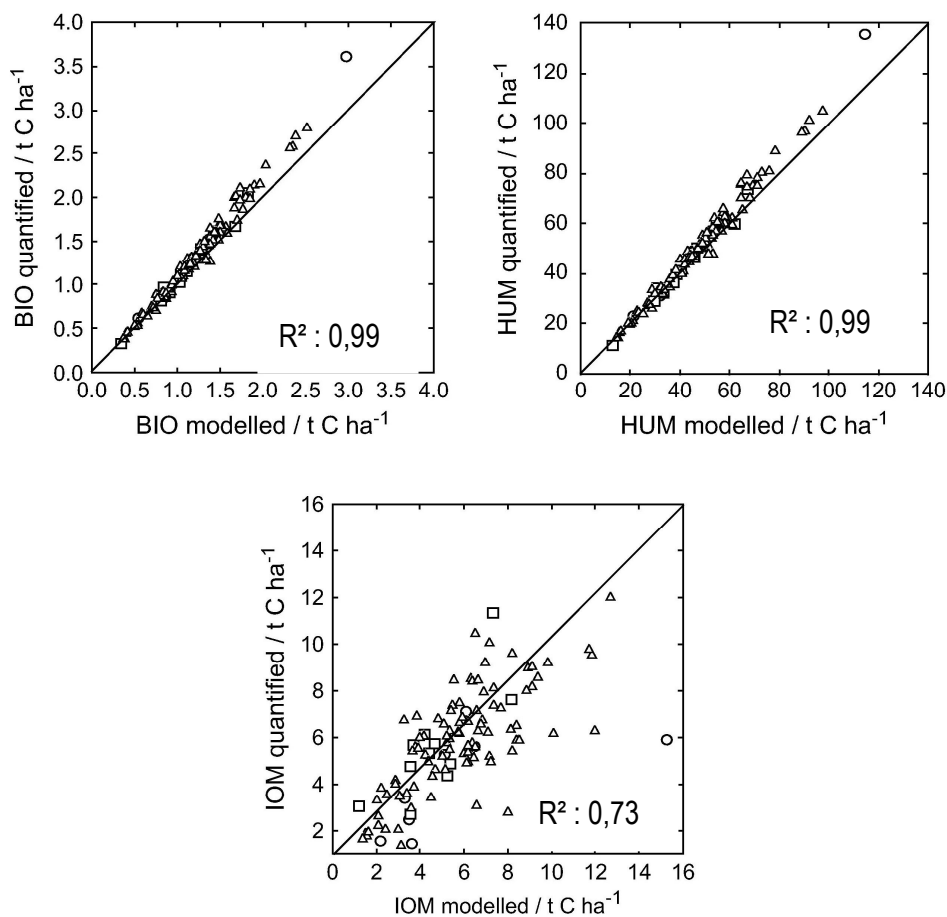 BIO quantified / t C ha-1
4.0
3.5
3.0
2.5
2.0
1.5
1.0
0.5
0.0
R² : 0,99
0.0 0.5 1.0 1.5 2.0 2.5 3.0 3.5 4.0
BIO modelled / t C ha-1
HUM quantified / t C ha-1
140
120
100
80
60
40
20
0
R² : 0,99
0 20 40 60 80 100 120 140
HUM modelled / t C ha-1
IOM quantified / t C ha-1
16
14
12
10
8
6
4
2
R² : 0,73
0 2 4 6 8 10 12 14 16
IOM modelled / t C ha-1